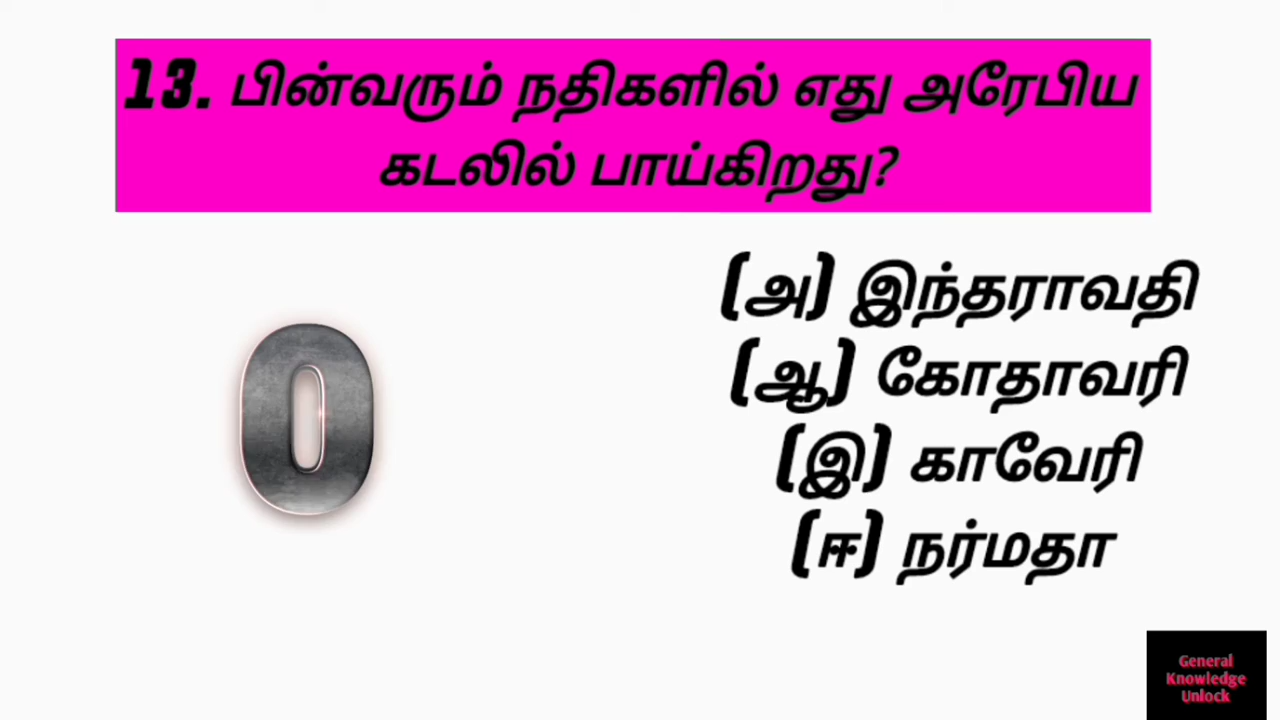 13. பின்வரும் நதிகளில் எது அரேபிய
கடலில் பாய்கிறது?
(அ) இந்தராவதி
(ஆ) கோதாவரி
(இ) காவேரி
(ஈ) நர்மதா
0
General
Knowledge
Unlock